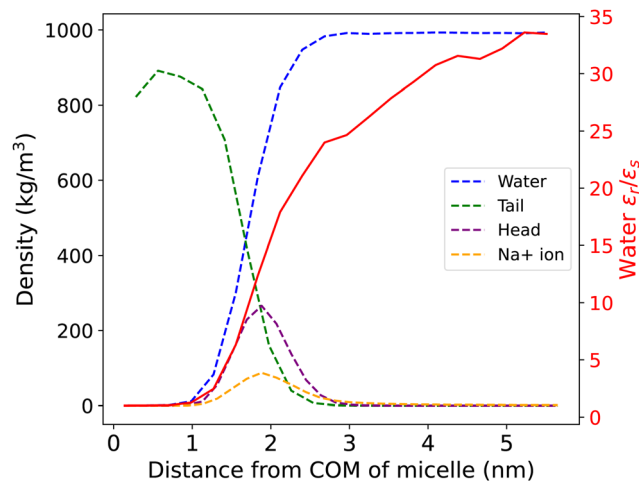 1000
800
600
400
200
0
Density (kg/m³)
0 1 2 3 4 5
Distance from COM of micelle (nm)
35
30
25
20
15
10
5
0
Water εr/εs
Water
Tail
Head
Na+ ion